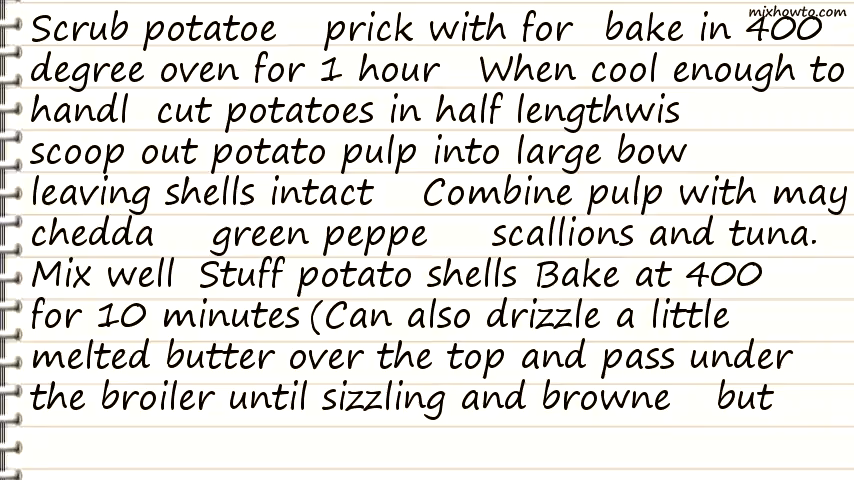 mixhowto.com
Scrub potatoe prick with for bake in 400
degree oven for 1 hour When cool enough to
handl cut potatoes in half lengthwis
scoop out potato pulp into large bow
leaving shells intact Combine pulp with may
chedda green peppe scallions and tuna.
Mix well Stuff potato shells Bake at 400
for 10 minutes (Can also drizzle a little
melted butter over the top and pass under
the broiler until sizzling and browne but